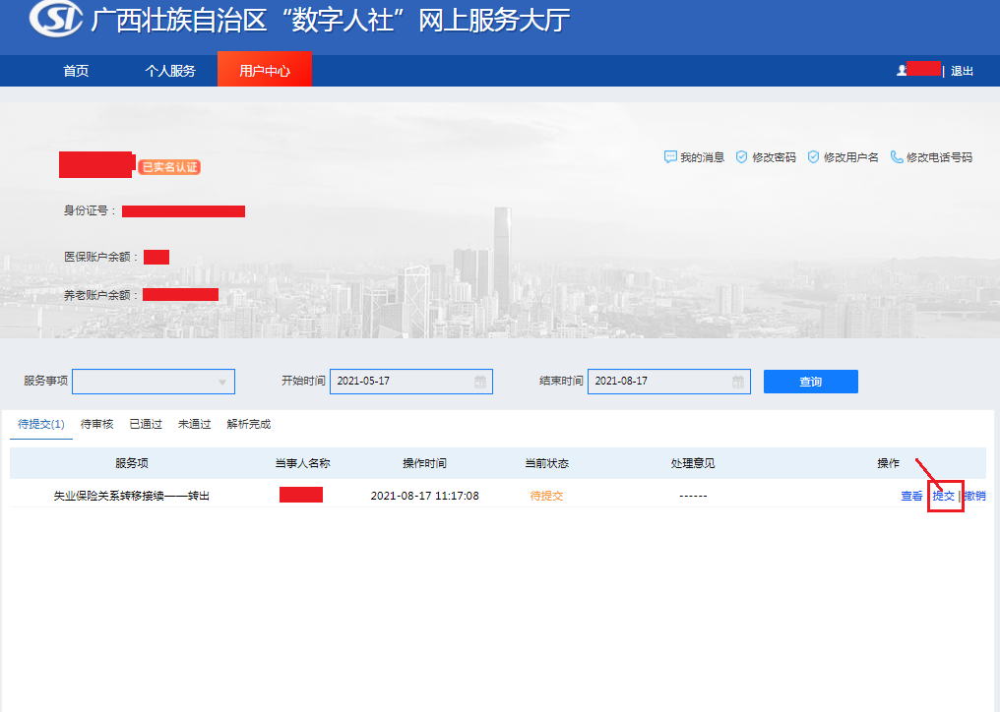 SI 广西壮族自治区“数字人社”网上服务大厅
首页 个人服务 用户中心 | 退出
已实名认证 我的消息 修改密码 修改用户名 修改电话号码
身份证号：
医保账户余额：
养老账户余额：
服务事项 开始时间 2021-05-17 结束时间 2021-08-17 查询
待提交(1) 待审核 已通过 未通过 解析完成
服务项 当事人名称 操作时间 当前状态 处理意见 操作
失业保险关系转移接续——转出 2021-08-17 11:17:08 待提交 ------ 查看 提交 | 撤销